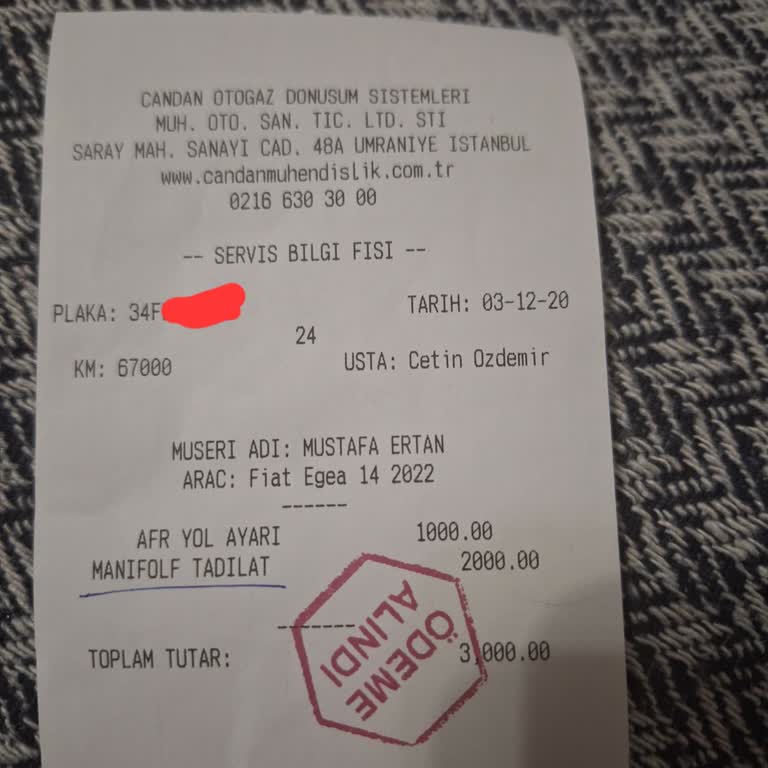 CANDAN OTOGAZ DONUSUM SISTEMLERI
MUH. OTO. SAN. TIC. LTD. STI
SARAY MAH. SANAYI CAD. 48A UMRANIYE ISTANBUL
www.candanmuhendislik.com.tr
0216 630 30 00
-- SERVIS BILGI FISI --
PLAKA: 34F TARIH: 03-12-20
24
KM: 67000 USTA: Cetin Ozdemir
MUSERI ADI: MUSTAFA ERTAN
ARAC: Fiat Egea 14 2022
------
AFR YOL AYARI 1000.00
MANIFOLF TADILAT 2000.00
-------
TOPLAM TUTAR: 3,000.00
ÖDEME
ALINDI